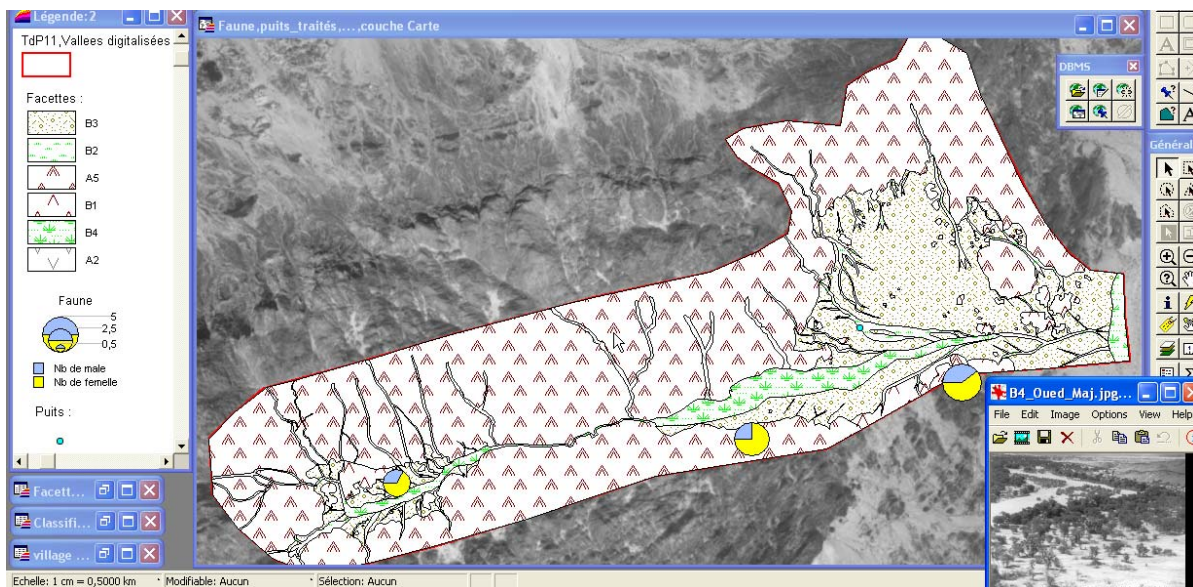 Légende:2
TdP11,Vallees digitalisées
Facettes :
B3
B2
A5
B1
B4
A2
Faune
5
2,5
0,5
Nb de male
Nb de femelle
Puits :
Facett...
Classifi...
village ...
Faune,puits_traités,...,couche Carte
DBMS
Général
B4_Oued_Maj.jpg...
File Edit Image Options View Help
Echelle: 1 cm = 0,5000 km
Modifiable: Aucun
Sélection: Aucun